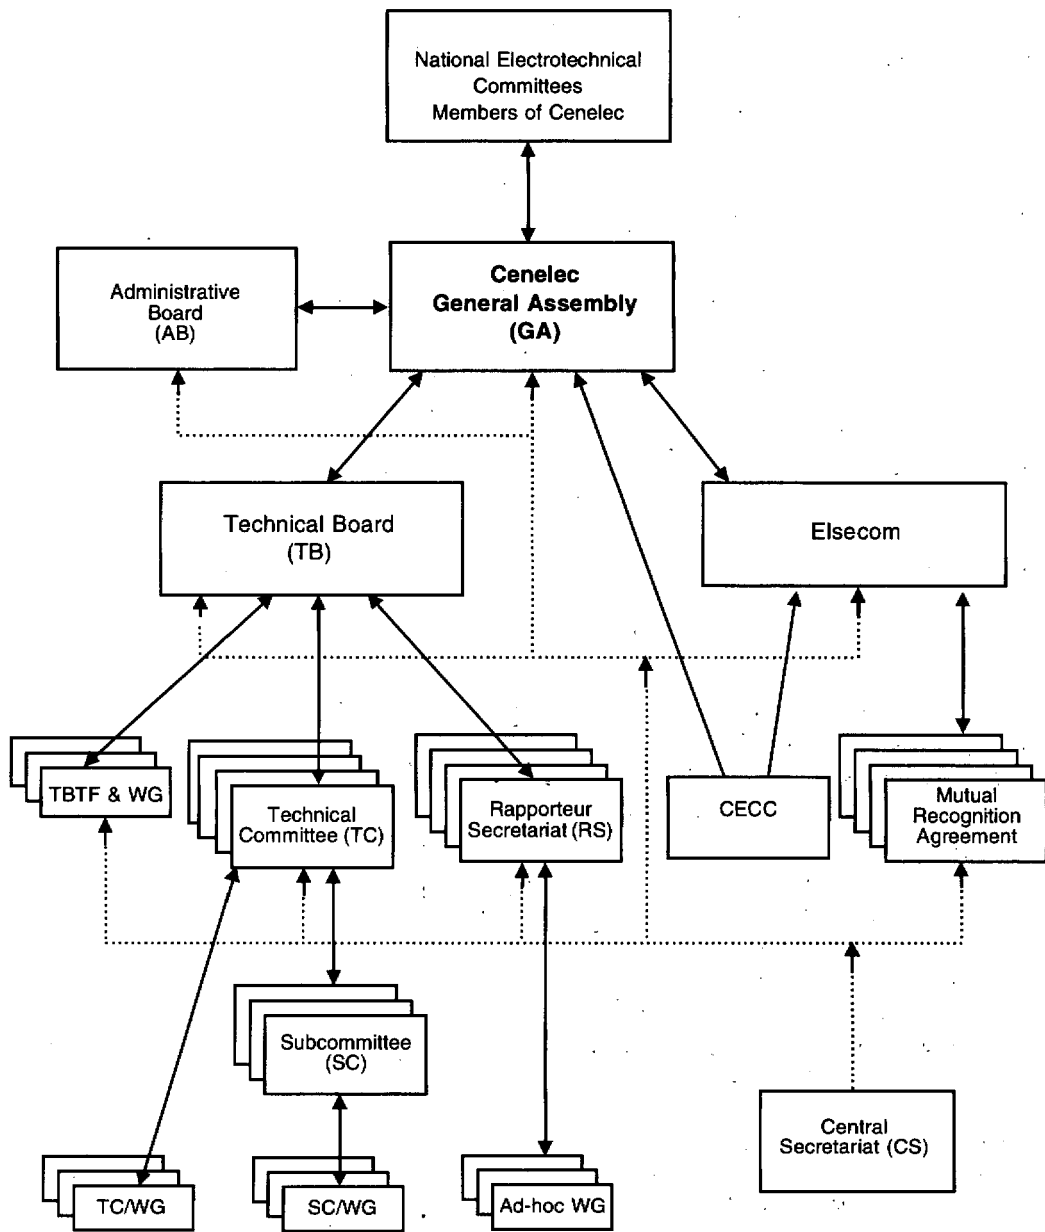 National Electrotechnical
Committees
Members of Cenelec
Administrative
Board
(AB)
Cenelec
General Assembly
(GA)
Technical Board
(TB)
Elsecom
TBTF & WG
Technical
Committee (TC)
Rapporteur
Secretariat (RS)
CECC
Mutual
Recognition
Agreement
Subcommittee
(SC)
Central
Secretariat (CS)
TC/WG
SC/WG
Ad-hoc WG